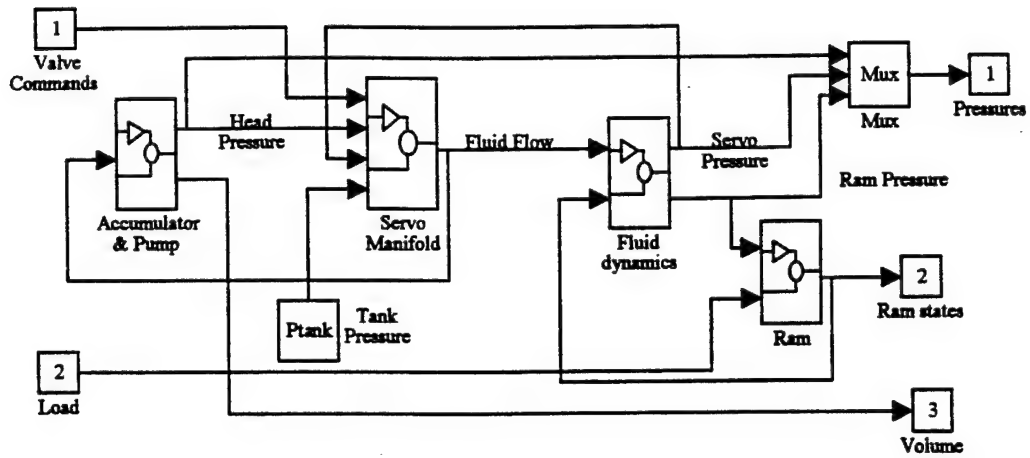 1
Valve
Commands
Head
Pressure
Accumulator
& Pump
Servo
Manifold
Fluid Flow
Ptank
Tank
Pressure
Fluid
dynamics
Servo
Pressure
Mux
Mux
1
Pressures
Ram Pressure
Ram
2
Ram states
2
Load
3
Volume